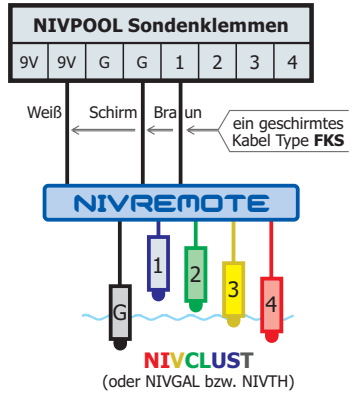 NIVPOOL Sondenklemmen
9V 9V G G 1 2 3 4
Weiß Schirm Braun
ein geschirmtes
Kabel Type FKS
NIVREMOTE
G 1 2 3 4
NIVCLUST
(oder NIVGAL bzw. NIVTH)